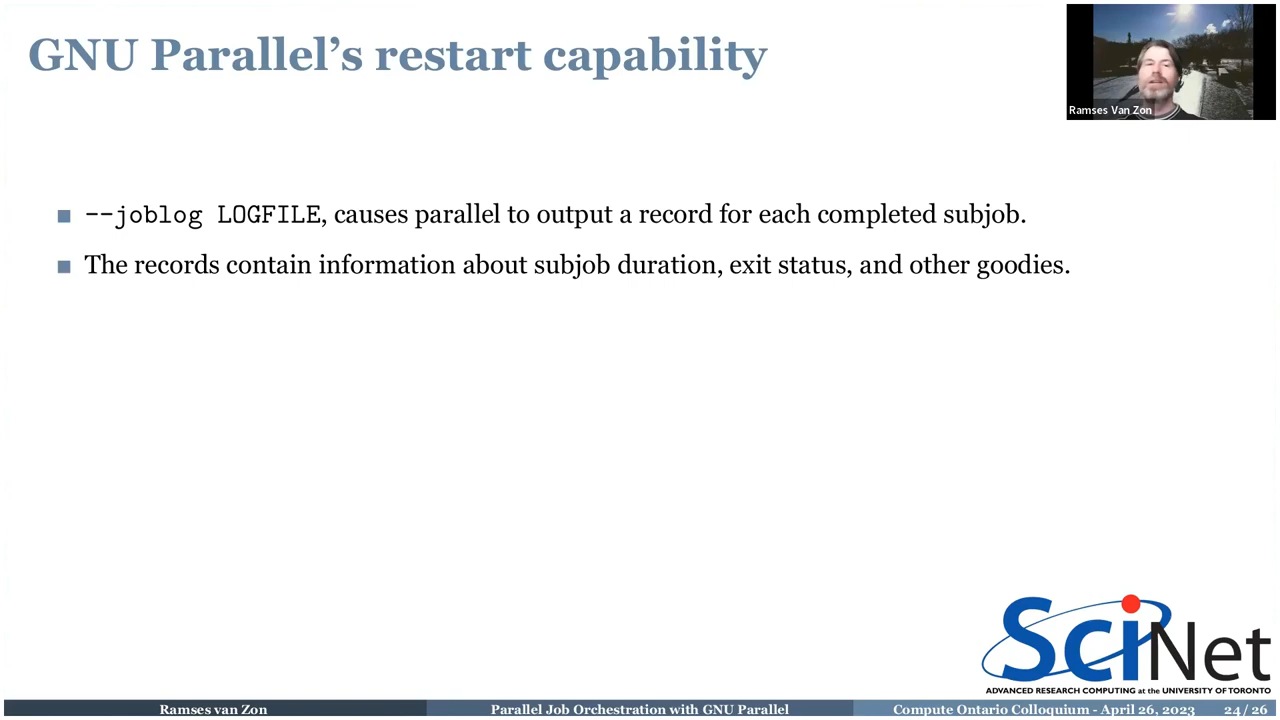 GNU Parallel’s restart capability
Ramses Van Zon
--joblog LOGFILE, causes parallel to output a record for each completed subjob.
The records contain information about subjob duration, exit status, and other goodies.
SciNet
ADVANCED RESEARCH COMPUTING at the UNIVERSITY OF TORONTO
Ramses van Zon
Parallel Job Orchestration with GNU Parallel
Compute Ontario Colloquium - April 26, 2023
24 / 26